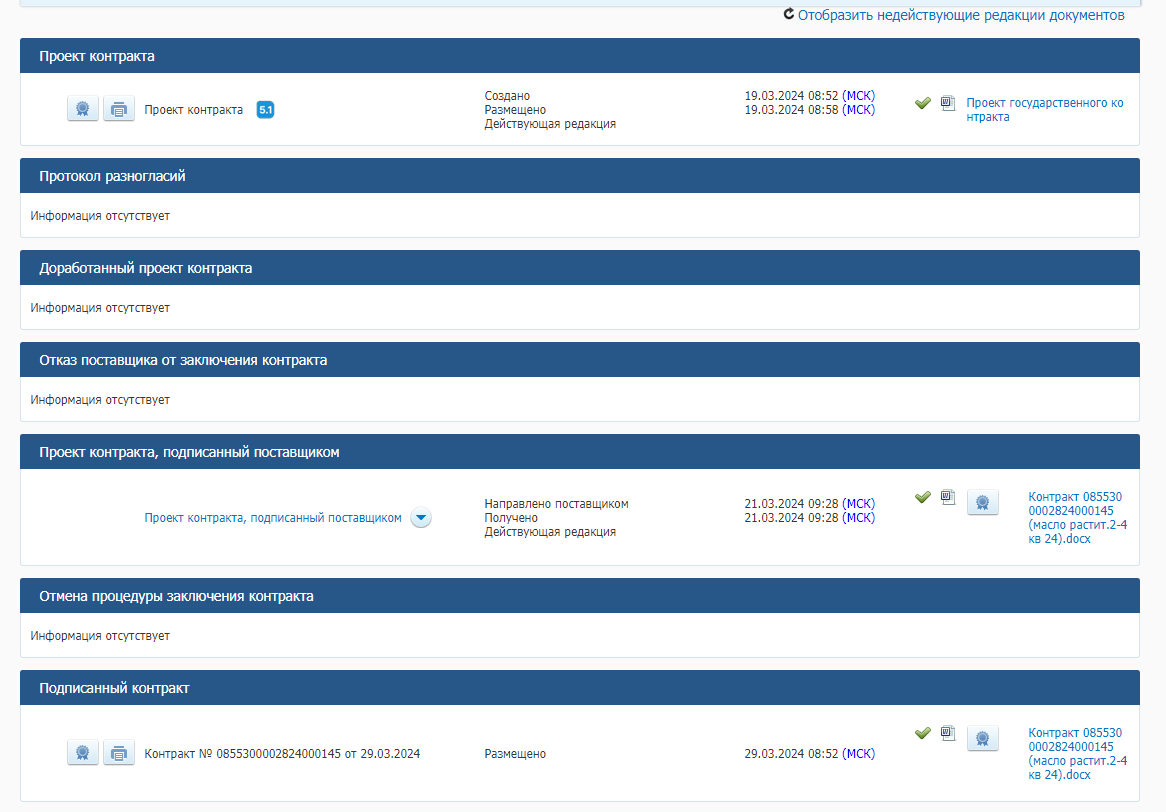 Отобразить недействующие редакции документов
Проект контракта
Проект контракта 5.1
Создано 19.03.2024 08:52 (МСК)
Размещено 19.03.2024 08:58 (МСК)
Действующая редакция
Проект государственного ко
нтракта
Протокол разногласий
Информация отсутствует
Доработанный проект контракта
Информация отсутствует
Отказ поставщика от заключения контракта
Информация отсутствует
Проект контракта, подписанный поставщиком
Проект контракта, подписанный поставщиком
Направлено поставщиком 21.03.2024 09:28 (МСК)
Получено 21.03.2024 09:28 (МСК)
Действующая редакция
Контракт 085530
0002824000145
(масло растит.2-4
кв 24).docx
Отмена процедуры заключения контракта
Информация отсутствует
Подписанный контракт
Контракт № 0855300002824000145 от 29.03.2024
Размещено 29.03.2024 08:52 (МСК)
Контракт 085530
0002824000145
(масло растит.2-4
кв 24).docx